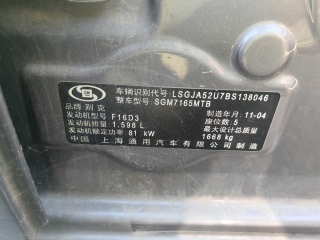 车辆识别代号 LSGJA52U7BS138046
整车型号: SGM7165MTB
品牌 别克
发动机型号 F16D3 制造年月: 11-04
发动机排量: 1.598 L 座位数: 5
发动机额定功率 81 kW 最大设计总质量 1668 kg
中国 上海通用汽车有限公司制造